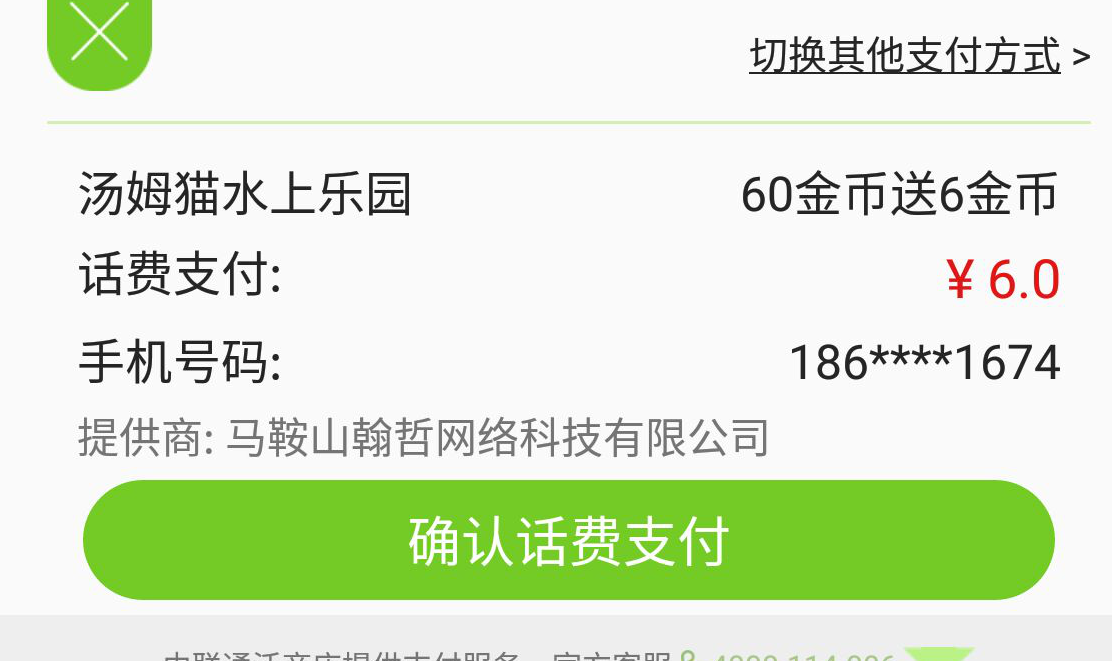 切换其他支付方式 >
汤姆猫水上乐园 60金币送6金币
话费支付: ¥ 6.0
手机号码: 186****1674
提供商: 马鞍山翰哲网络科技有限公司
确认话费支付